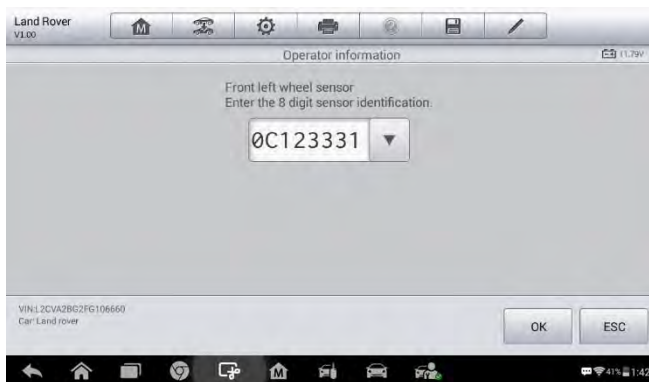 Land Rover
V1.00
M
Operator information
11.79V
Front left wheel sensor
Enter the 8 digit sensor identification.
0C123331
VIN:L2CVA2BG2FG106660
Car: Land rover
OK
ESC
M
41%
1:42